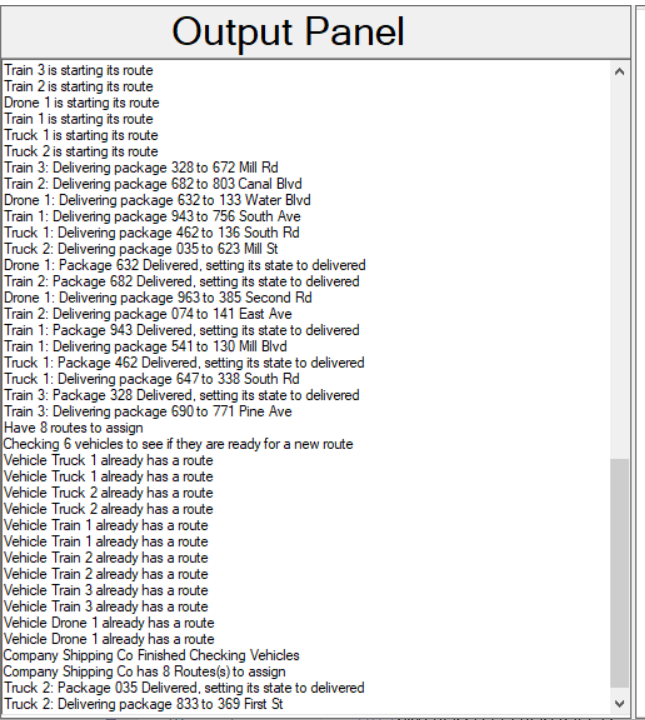 Output Panel
Train 3 is starting its route
Train 2 is starting its route
Drone 1 is starting its route
Train 1 is starting its route
Truck 1 is starting its route
Truck 2 is starting its route
Train 3: Delivering package 328 to 672 Mill Rd
Train 2: Delivering package 682 to 803 Canal Blvd
Drone 1: Delivering package 632 to 133 Water Blvd
Train 1: Delivering package 943 to 756 South Ave
Truck 1: Delivering package 462 to 136 South Rd
Truck 2: Delivering package 035 to 623 Mill St
Drone 1: Package 632 Delivered, setting its state to delivered
Train 2: Package 682 Delivered, setting its state to delivered
Drone 1: Delivering package 963 to 385 Second Rd
Train 2: Delivering package 074 to 141 East Ave
Train 1: Package 943 Delivered, setting its state to delivered
Train 1: Delivering package 541 to 130 Mill Blvd
Truck 1: Package 462 Delivered, setting its state to delivered
Truck 1: Delivering package 647 to 338 South Rd
Train 3: Package 328 Delivered, setting its state to delivered
Train 3: Delivering package 690 to 771 Pine Ave
Have 8 routes to assign
Checking 6 vehicles to see if they are ready for a new route
Vehicle Truck 1 already has a route
Vehicle Truck 1 already has a route
Vehicle Truck 2 already has a route
Vehicle Truck 2 already has a route
Vehicle Train 1 already has a route
Vehicle Train 1 already has a route
Vehicle Train 2 already has a route
Vehicle Train 2 already has a route
Vehicle Train 3 already has a route
Vehicle Train 3 already has a route
Vehicle Drone 1 already has a route
Vehicle Drone 1 already has a route
Company Shipping Co Finished Checking Vehicles
Company Shipping Co has 8 Routes(s) to assign
Truck 2: Package 035 Delivered, setting its state to delivered
Truck 2: Delivering package 833 to 369 First St